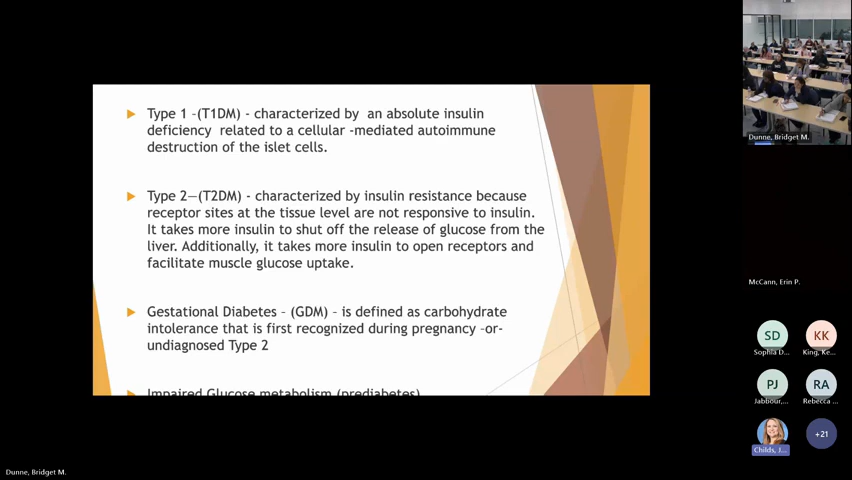 Type 1 –(T1DM) - characterized by an absolute insulin
deficiency related to a cellular -mediated autoimmune
destruction of the islet cells.
Type 2—(T2DM) - characterized by insulin resistance because
receptor sites at the tissue level are not responsive to insulin.
It takes more insulin to shut off the release of glucose from the
liver. Additionally, it takes more insulin to open receptors and
facilitate muscle glucose uptake.
Gestational Diabetes – (GDM) – is defined as carbohydrate
intolerance that is first recognized during pregnancy –or-
undiagnosed Type 2
Impaired Glucose metabolism (prediabetes)
Dunne, Bridget M.
McCann, Erin P.
SD
KK
Sophia D...
King, Ke...
PJ
RA
Jabbour,...
Rebecca ...
+21
Childs, J...
Dunne, Bridget M.